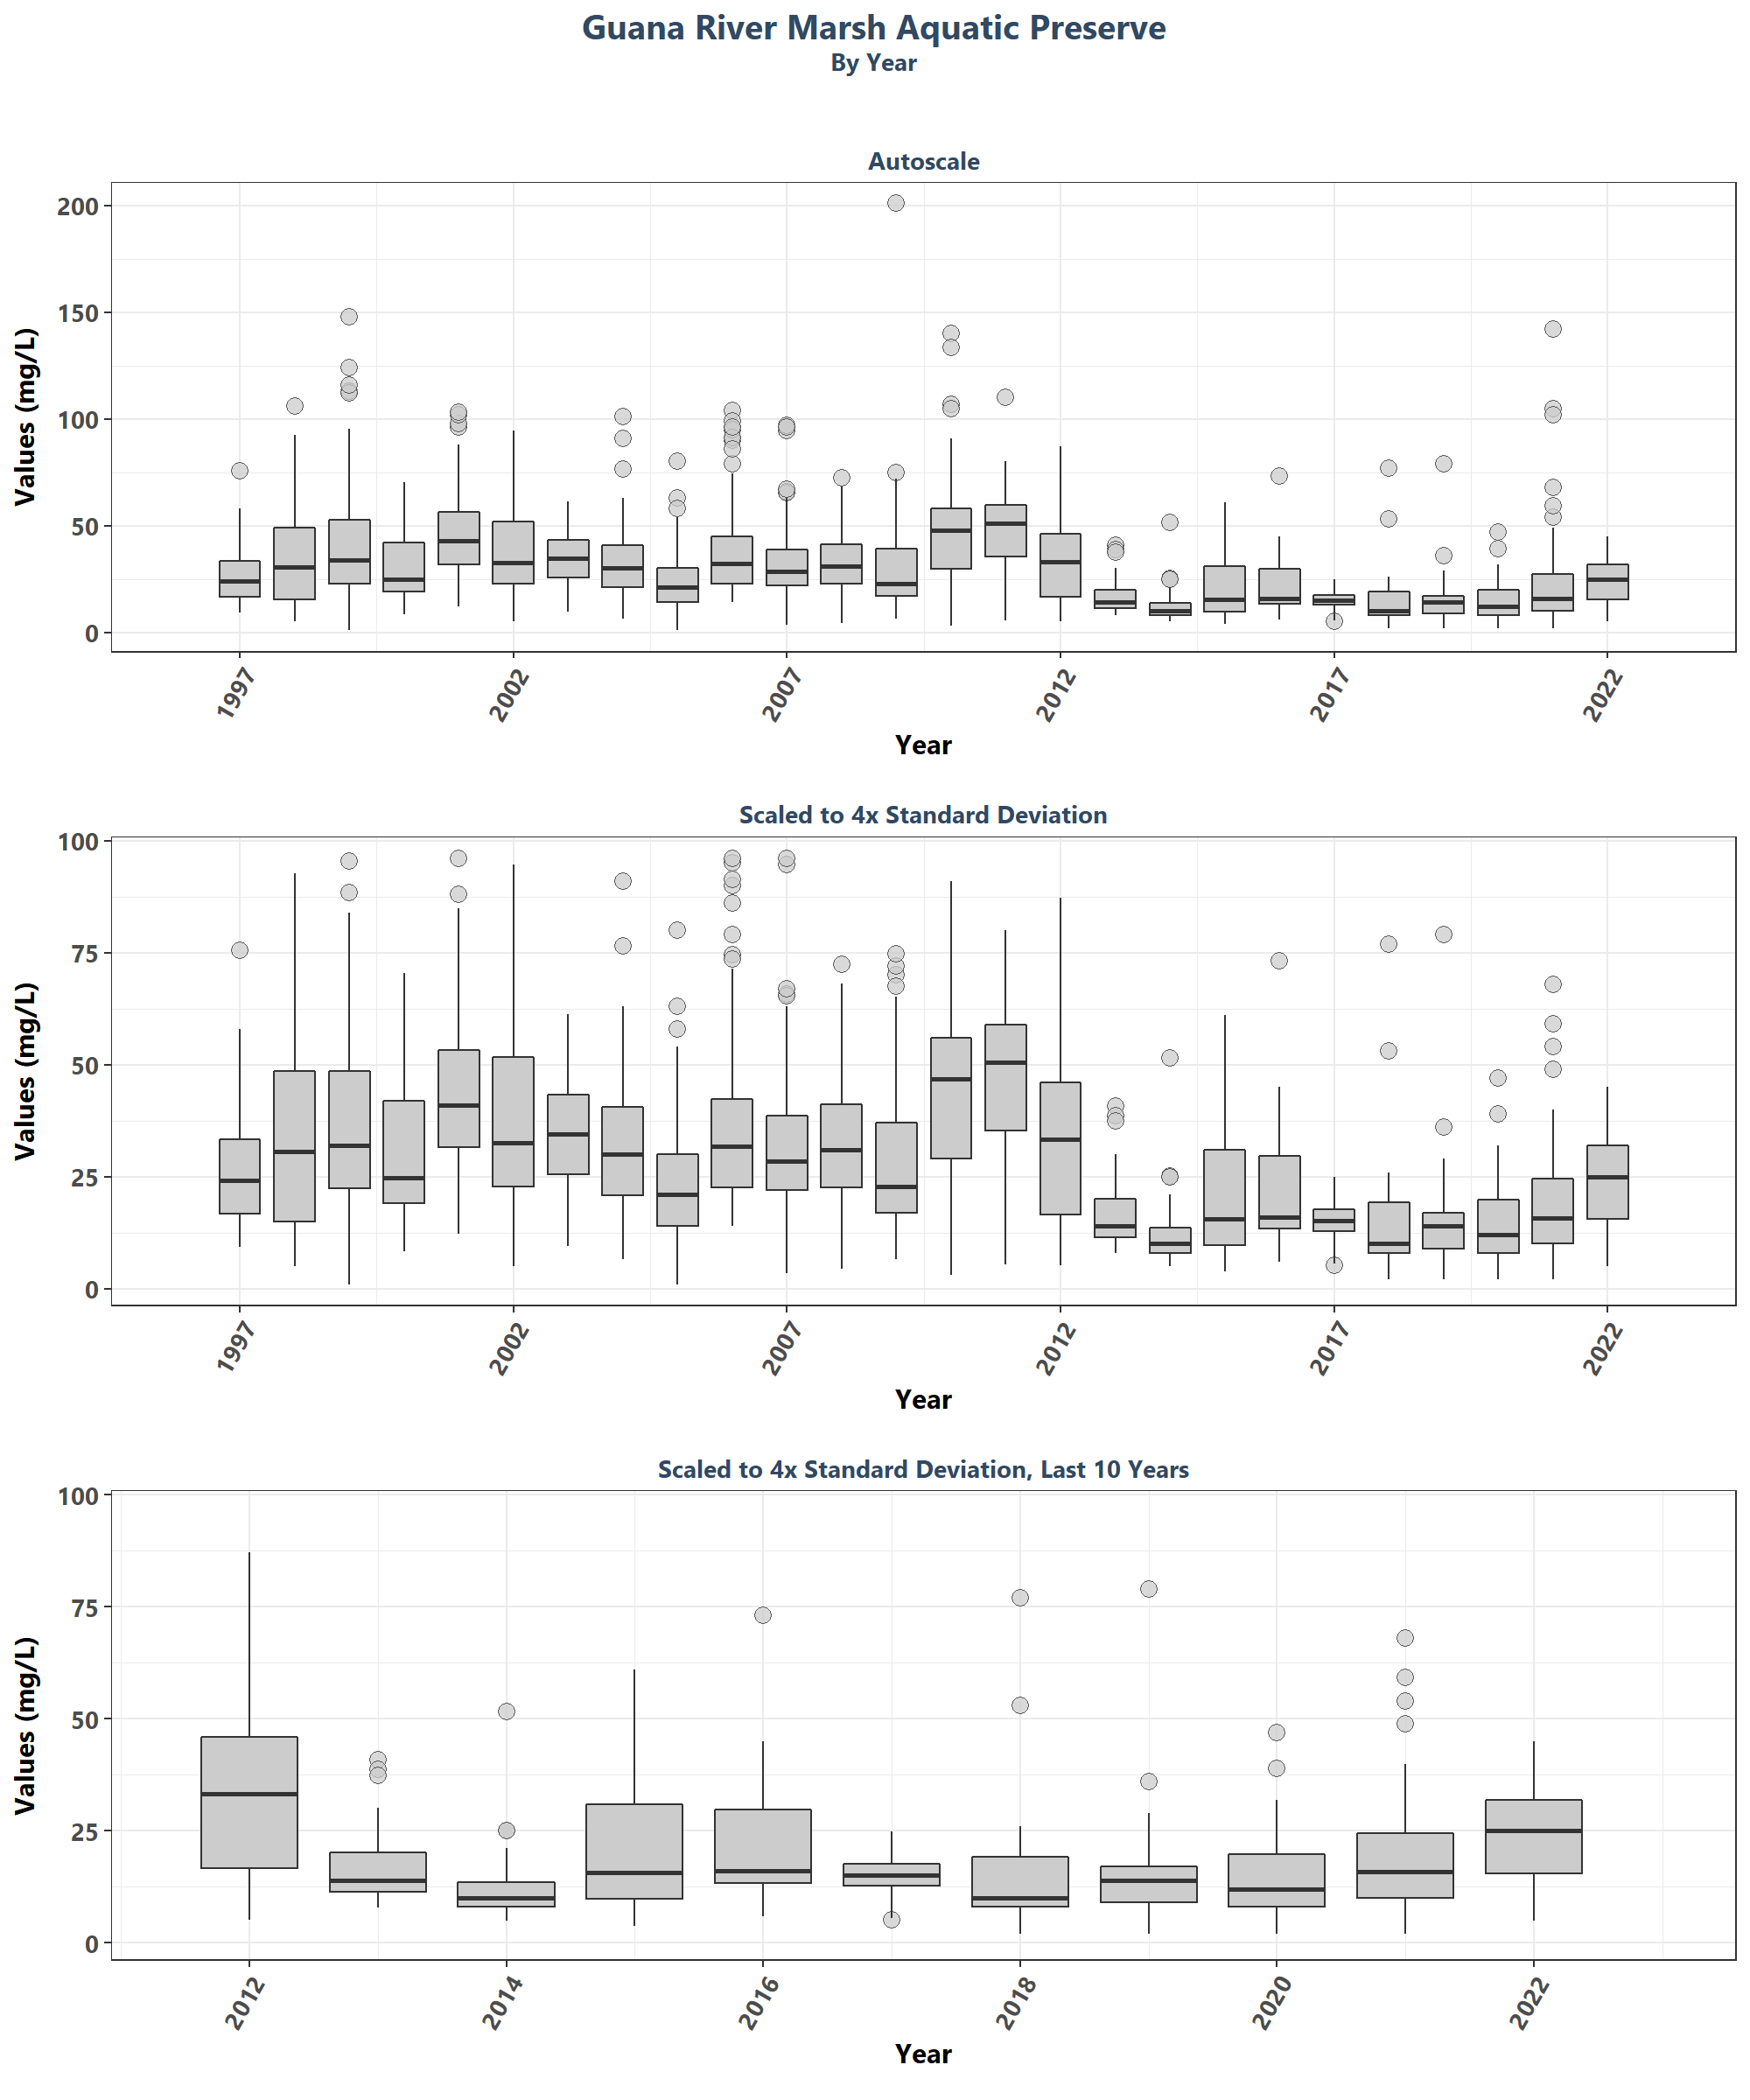 Guana River Marsh Aquatic Preserve
By Year
Autoscale
Values (mg/L)
200
150
100
50
0
1997 2002 2007 2012 2017 2022
Year
Scaled to 4x Standard Deviation
Values (mg/L)
100
75
50
25
0
1997 2002 2007 2012 2017 2022
Year
Scaled to 4x Standard Deviation, Last 10 Years
Values (mg/L)
100
75
50
25
0
2012 2014 2016 2018 2020 2022
Year